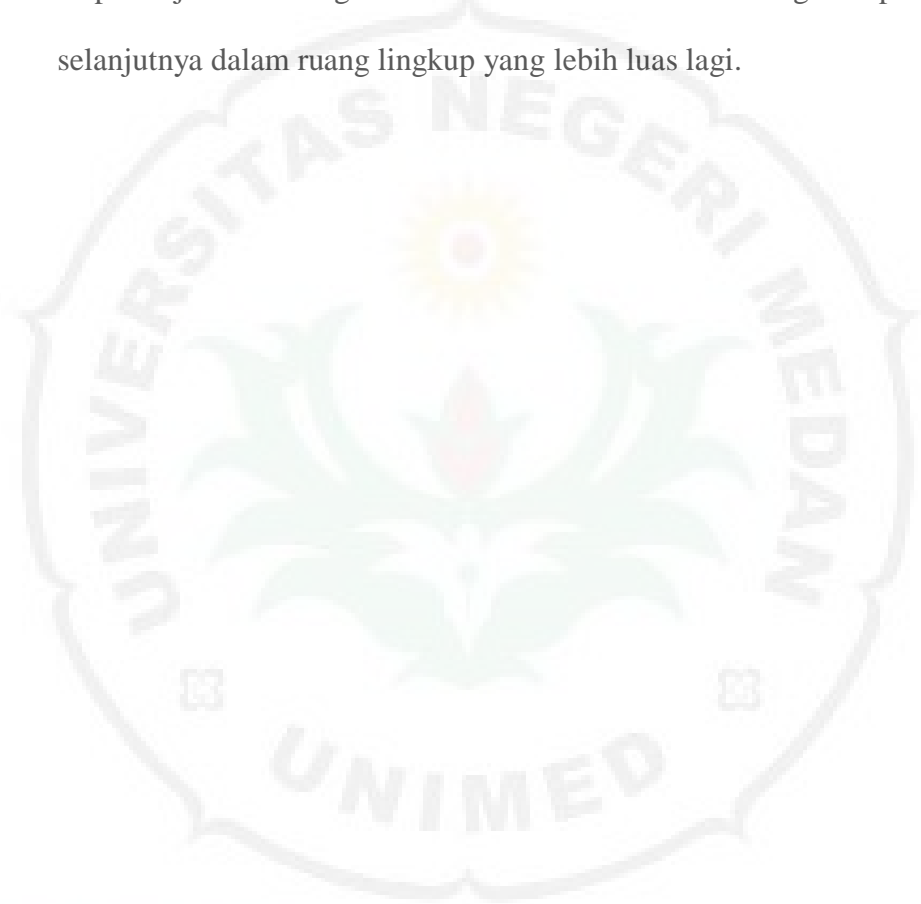 selanjutnya dalam ruang lingkup yang lebih luas lagi.
UNIVERSITAS NEGERI MEDAN
UNIMED